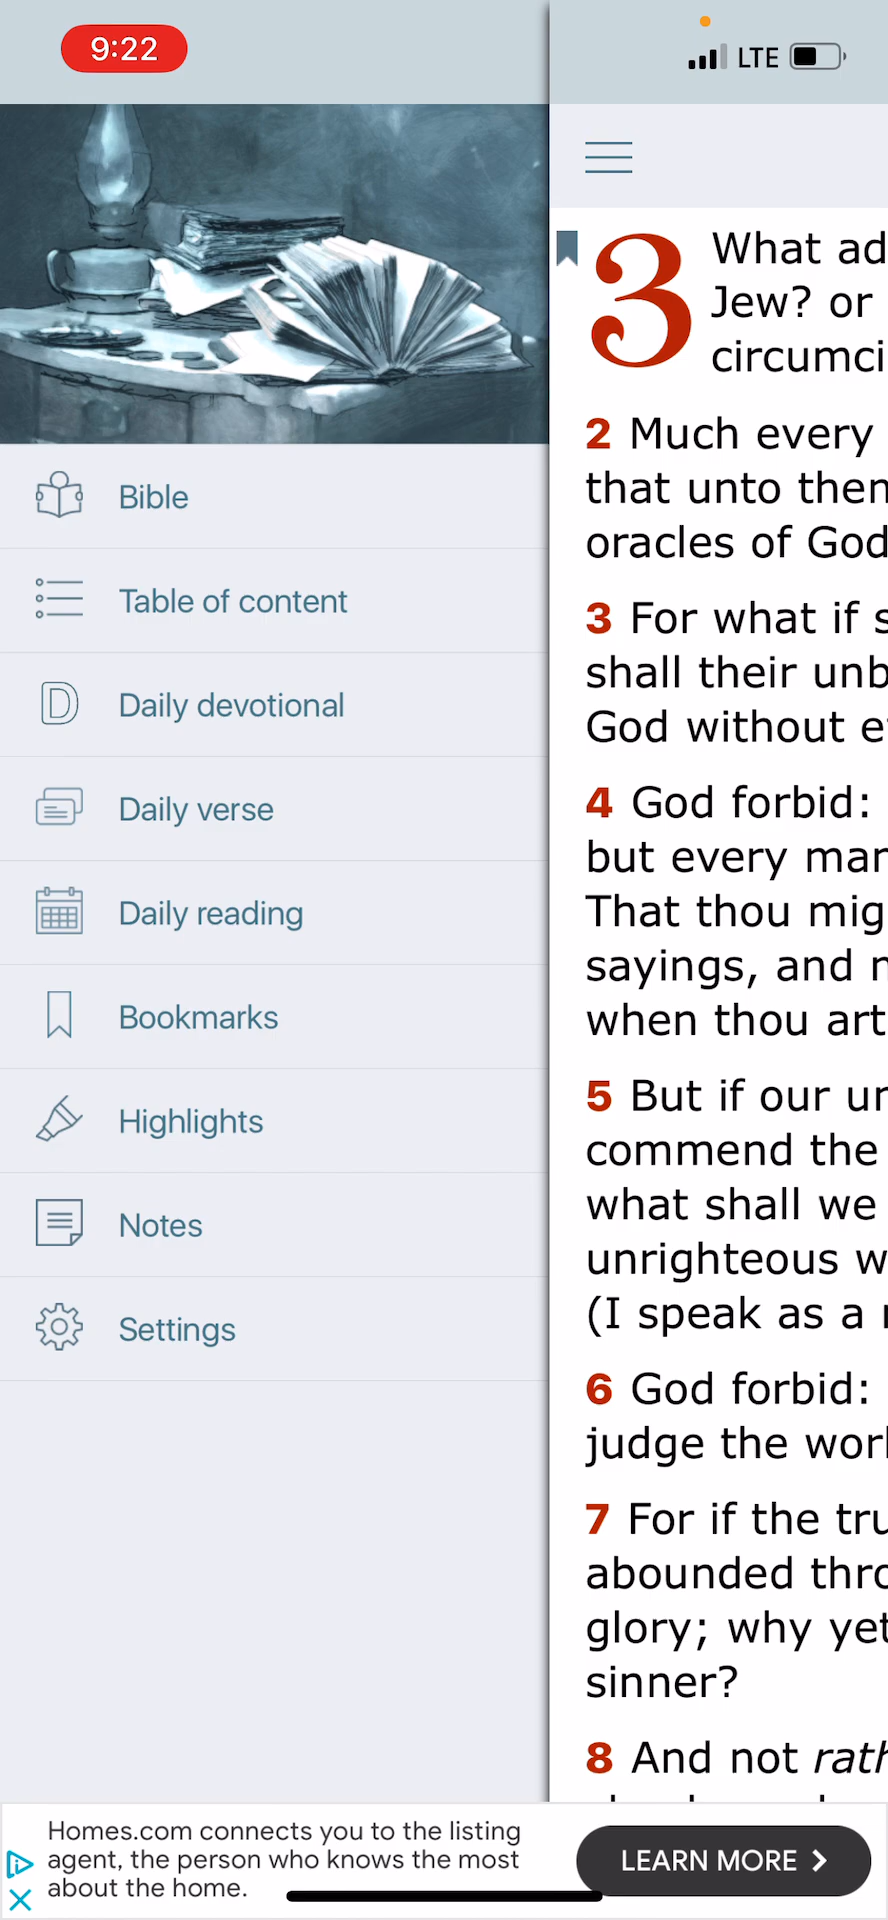 9:22
LTE
Bible
Table of content
Daily devotional
Daily verse
Daily reading
Bookmarks
Highlights
Notes
Settings
3 What ad
Jew? or
circumci
2 Much every
that unto then
oracles of God
3 For what if s
shall their unb
God without e
4 God forbid:
but every mar
That thou mig
sayings, and n
when thou art
5 But if our ur
commend the
what shall we
unrighteous w
(I speak as a
6 God forbid:
judge the worl
7 For if the tru
abounded thro
glory; why yet
sinner?
8 And not rath
Homes.com connects you to the listing
agent, the person who knows the most
about the home.
LEARN MORE